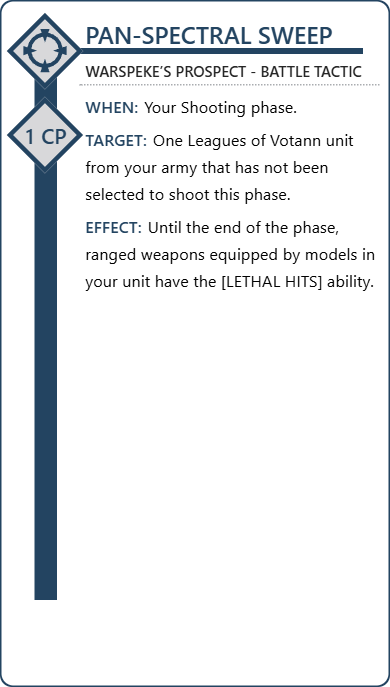 PAN-SPECTRAL SWEEP
WARSPEKE'S PROSPECT - BATTLE TACTIC
WHEN: Your Shooting phase.
1 CP
TARGET: One Leagues of Votann unit
from your army that has not been
selected to shoot this phase.
EFFECT: Until the end of the phase,
ranged weapons equipped by models in
your unit have the [LETHAL HITS] ability.